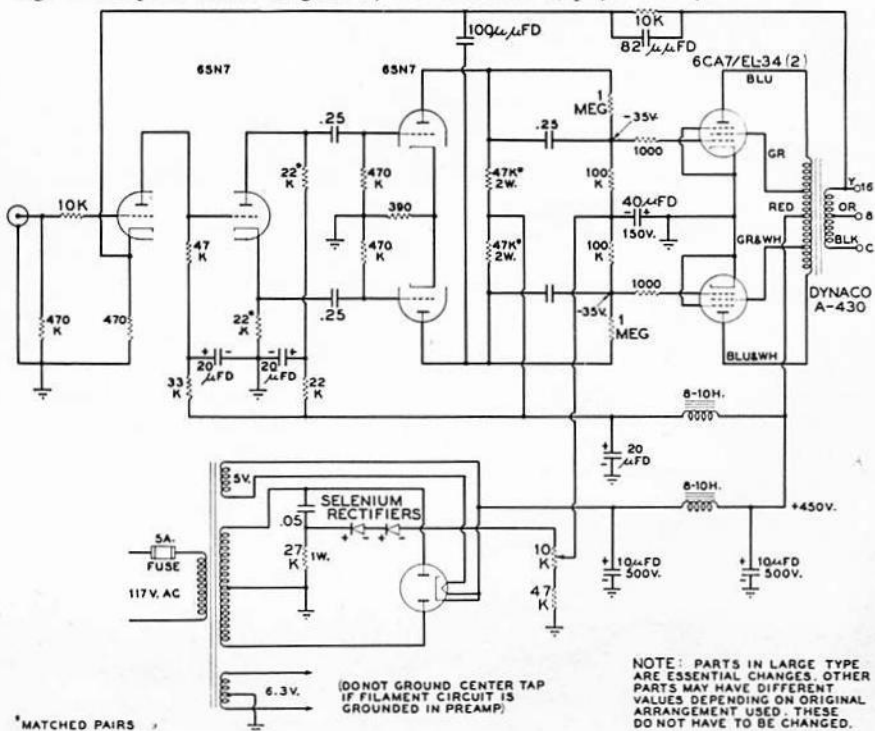 100μμFD
10K
82 μμFD
6SN7
6SN7
6CA7/EL-34 (2)
BLU
1 MEG
.25
.25
-35V.
1000
22* K
470 K
47K* 2W.
100 K
GR
Y 16
10K
390
40μFD
150V.
RED
OR 8
47 K
470 K
47K* 2W.
100 K
GR&WH
BLK C
470 K
470
22* K
.25
1000
-35V.
1 MEG
DYNACO
A-430
BLU&WH
20 μFD
20 μFD
33 K
22 K
8-10H.
20 μFD
5V.
SELENIUM
RECTIFIERS
8-10H.
+450V.
.05
5A.
FUSE
27 K
1W.
10 K
10μFD
500V.
10μFD
500V.
117V. AC
47 K
6.3V.
(DO NOT GROUND CENTER TAP
IF FILAMENT CIRCUIT IS
GROUNDED IN PREAMP)
NOTE: PARTS IN LARGE TYPE
ARE ESSENTIAL CHANGES. OTHER
PARTS MAY HAVE DIFFERENT
VALUES DEPENDING ON ORIGINAL
ARRANGEMENT USED. THESE
DO NOT HAVE TO BE CHANGED.
*MATCHED PAIRS